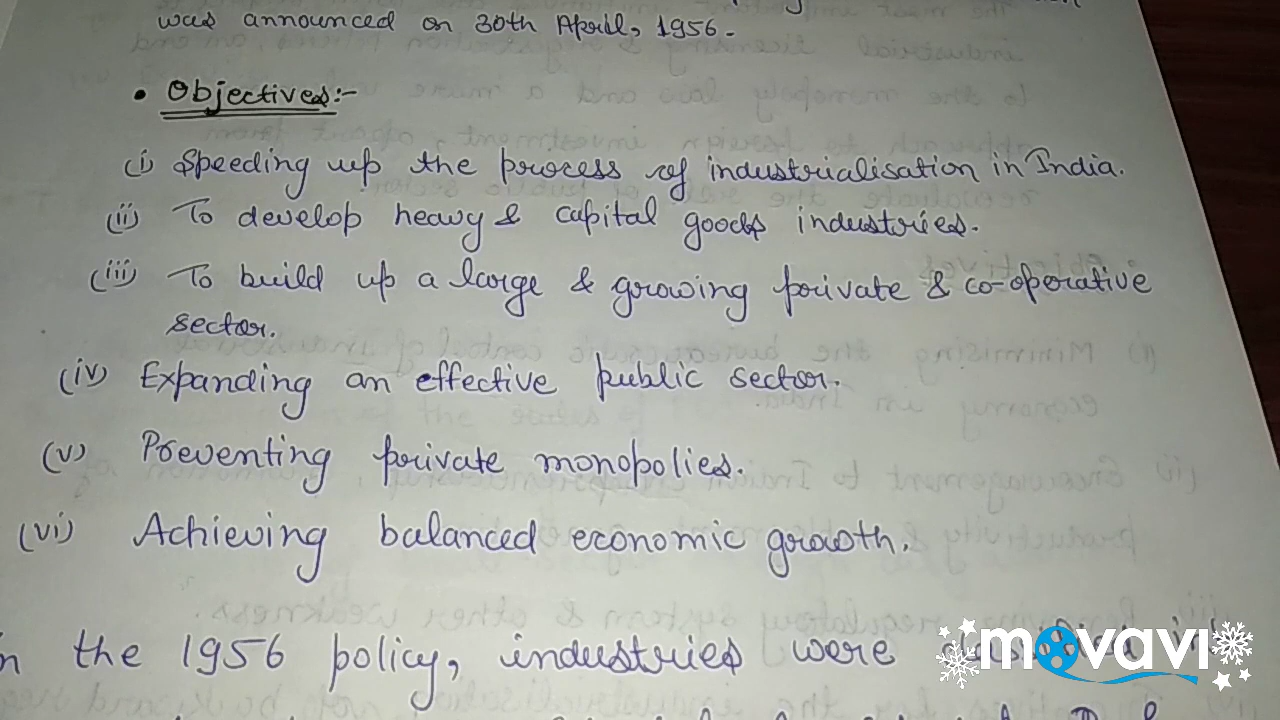 was announced on 30th April, 1956.
• Objectives:-
(i) Speeding up the process of industrialisation in India.
(ii) To develop heavy & capital goods industries.
(iii) To build up a large & growing private & co-operative
sector.
(iv) Expanding an effective public sector.
(v) Preventing private monopolies.
(vi) Achieving balanced economic growth.
the 1956 policy, industries were
movavi